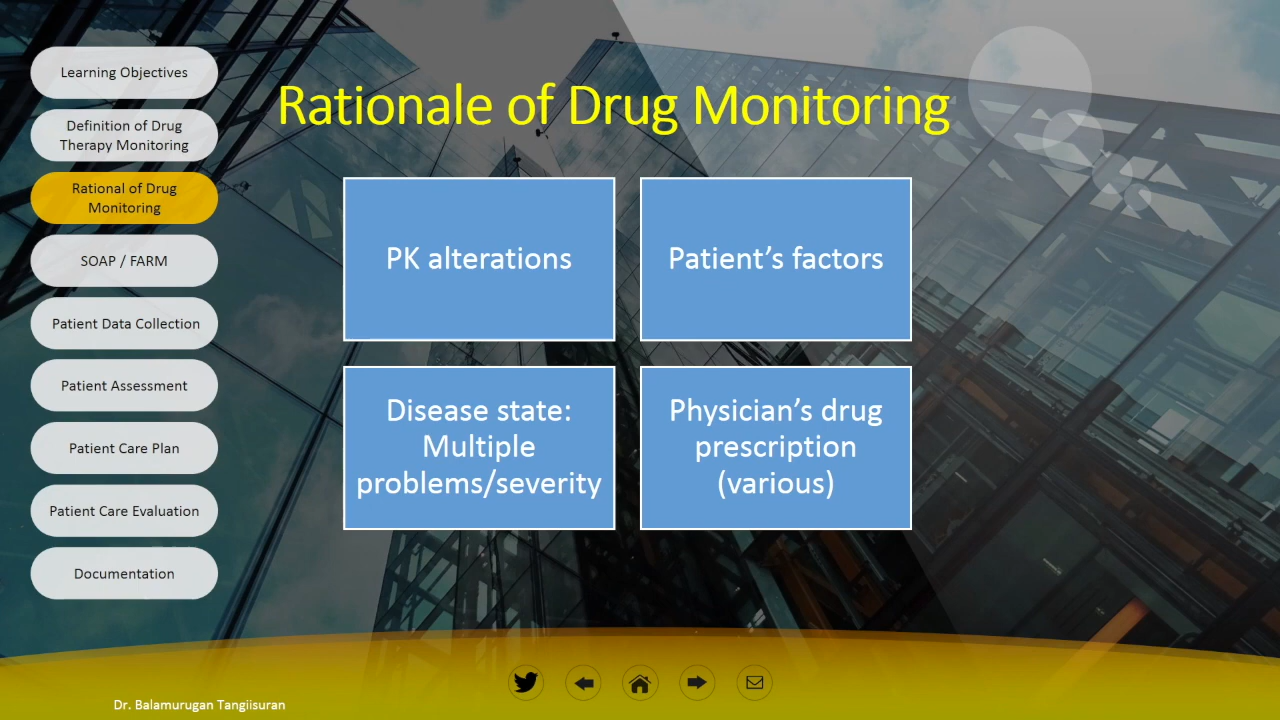 Learning Objectives
Definition of Drug
Therapy Monitoring
Rational of Drug
Monitoring
SOAP / FARM
Patient Data Collection
Patient Assessment
Patient Care Plan
Patient Care Evaluation
Documentation
Rationale of Drug Monitoring
PK alterations
Patient’s factors
Disease state:
Multiple
problems/severity
Physician’s drug
prescription
(various)
Dr. Balamurugan Tangiisuran